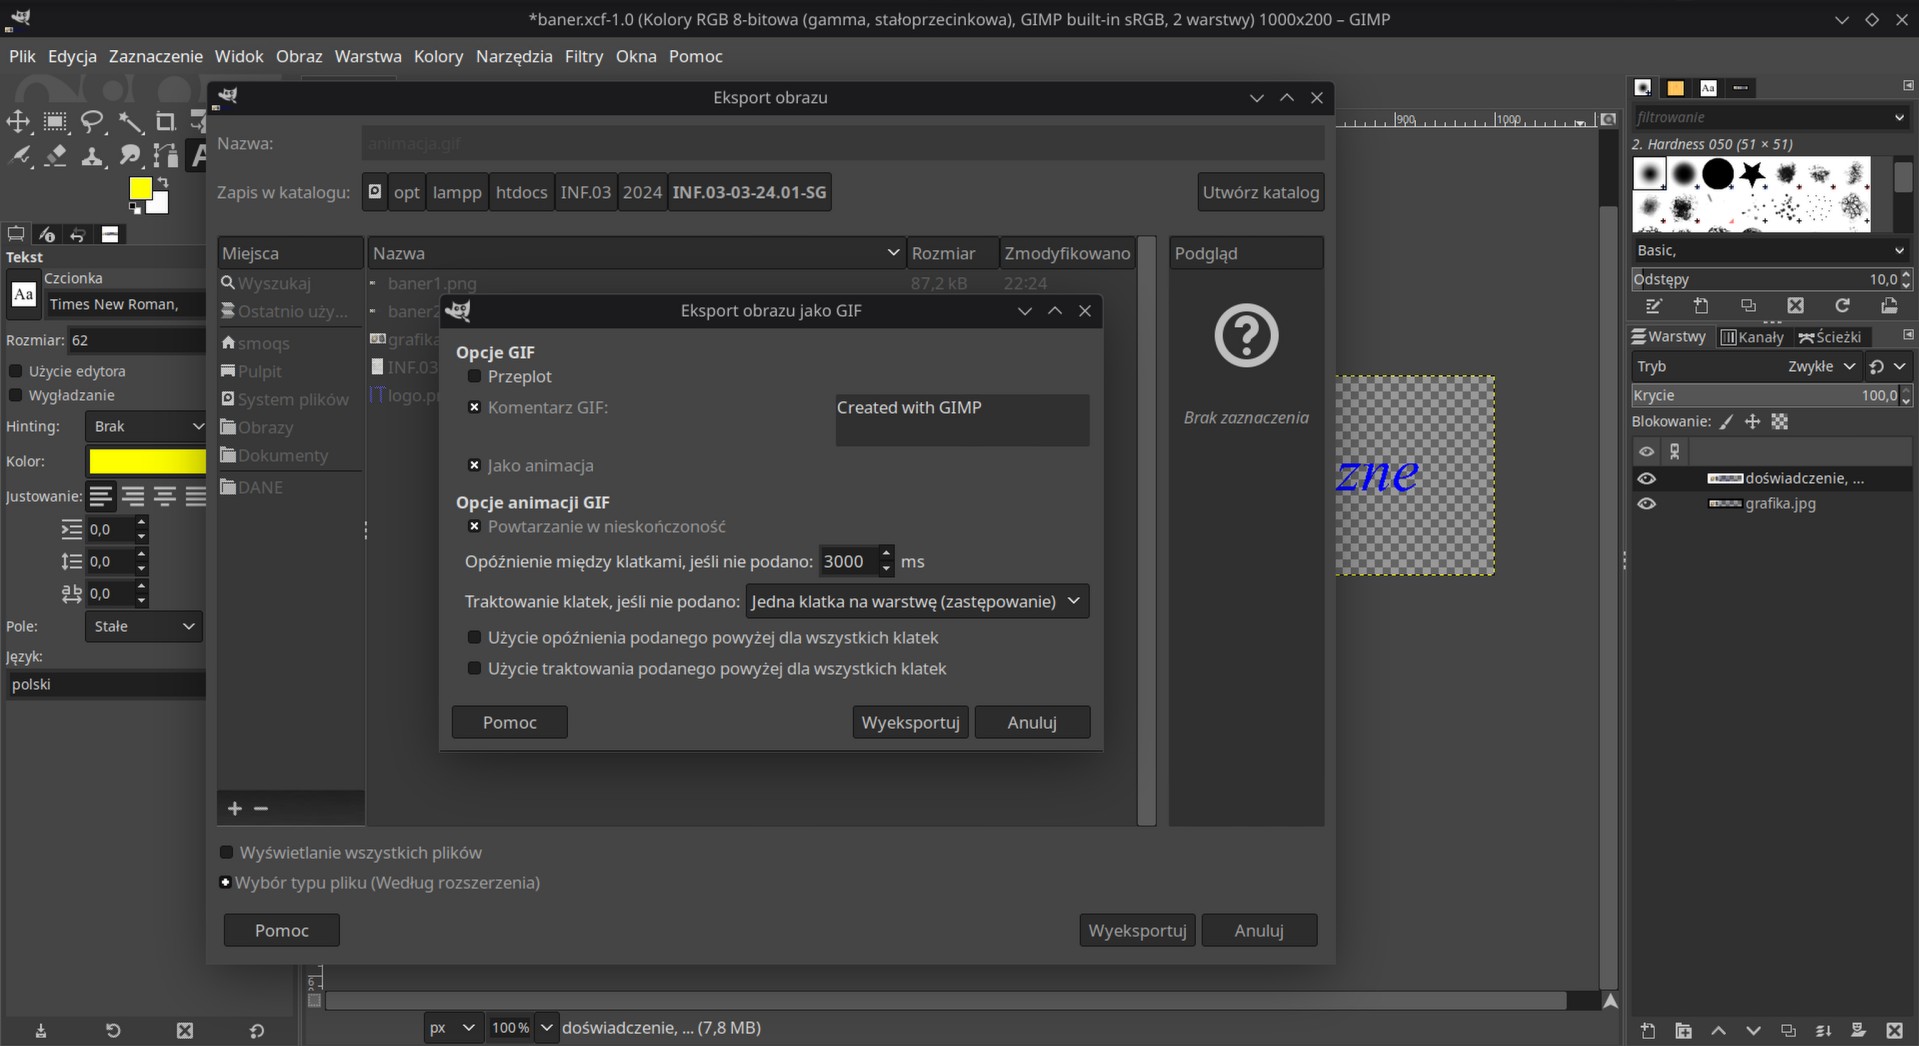 *baner.xcf-1.0 (Kolory RGB 8-bitowa (gamma, stałoprzecinkowa), GIMP built-in sRGB, 2 warstwy) 1000x200 – GIMP
Plik Edycja Zaznaczenie Widok Obraz Warstwa Kolory Narzędzia Filtry Okna Pomoc
Eksport obrazu
Nazwa: animacja.gif
Zapis w katalogu: opt lampp htdocs INF.03 2024 INF.03-03-24.01-SG Utwórz katalog
Miejsca Nazwa Rozmiar Zmodyfikowano Podgląd
Wyszukaj baner1.png 87,2 kB 22:24
Ostatnio uży...
smoqs
Pulpit
System plików
Obrazy
Dokumenty
DANE
grafika
INF.03
Brak zaznaczenia
Eksport obrazu jako GIF
Opcje GIF
Przeplot
Komentarz GIF: Created with GIMP
Jako animacja
Opcje animacji GIF
Powtarzanie w nieskończoność
Opóźnienie między klatkami, jeśli nie podano: 3000 ms
Traktowanie klatek, jeśli nie podano: Jedna klatka na warstwę (zastępowanie)
Użycie opóźnienia podanego powyżej dla wszystkich klatek
Użycie traktowania podanego powyżej dla wszystkich klatek
Pomoc Wyeksportuj Anuluj
Wyświetlanie wszystkich plików
Wybór typu pliku (Według rozszerzenia)
Pomoc Wyeksportuj Anuluj
Tekst
Czcionka
Aa Times New Roman,
Rozmiar: 62
Użycie edytora
Wygładzanie
Hinting: Brak
Kolor:
Justowanie:
0,0
0,0
0,0
Pole: Stałe
Język:
polski
900 1000
zne
px 100 % doświadczenie, ... (7,8 MB)
Aa
filtrowanie
2. Hardness 050 (51 × 51)
Basic,
Odstępy 10,0
Warstwy Kanały Ścieżki
Tryb Zwykłe
Krycie 100,0
Blokowanie:
doświadczenie, ...
grafika.jpg